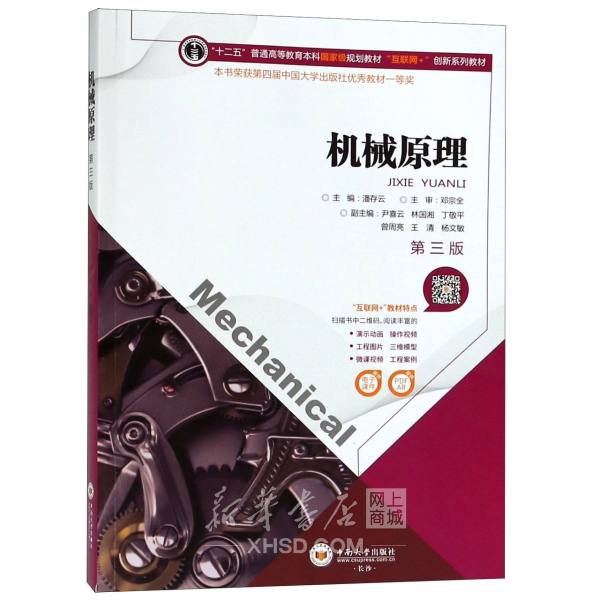 "十二五"普通高等教育本科国家级规划教材 "互联网+" 创新系列教材
本书荣获第四届中国大学出版社优秀教材一等奖
机械原理
JIXIE YUANLI
主 编:潘存云 主 审:邓宗全
副主编:尹喜云 林国湘 丁敬平
曾周亮 王 清 杨文敏
第三版
"互联网+"教材特点
扫描书中二维码,阅读丰富的
• 演示动画 操作视频
• 工程图片 三维模型
• 微课视频 工程案例
电子课件
PDF
AR
Mechanical
机械原理
第三版
新华书店
网上商城
XHSD.COM
中南大学出版社
·长沙·